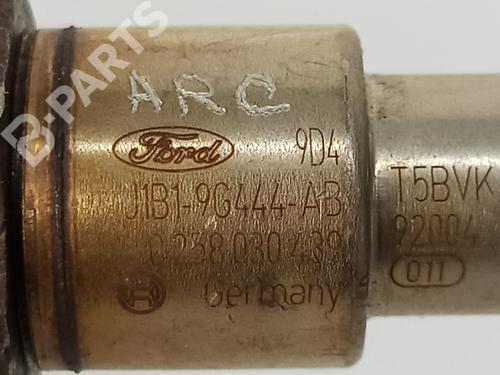 B-PARTS
ARC
Ford 9D4
J1B1-9G444-AB
0 258 030 439
Germany
T5BVK
92004
011